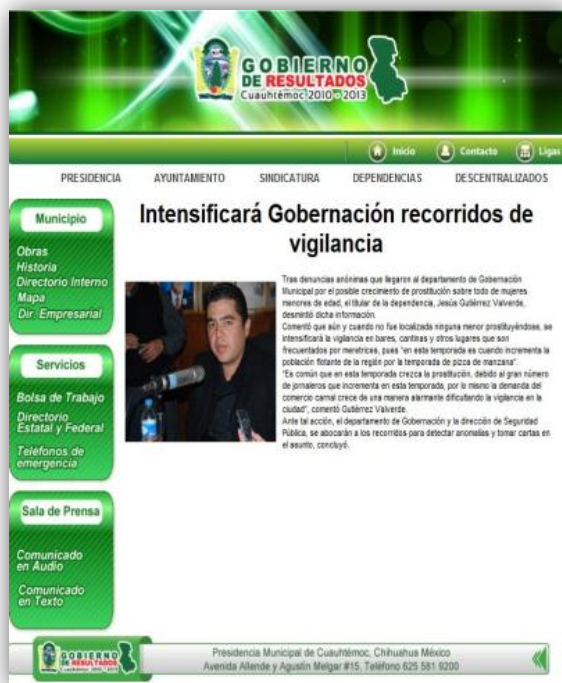 GOBIERNO
DE RESULTADOS
Cuauhtémoc 2010 - 2013
Inicio
Contacto
Ligas
PRESIDENCIA
AYUNTAMIENTO
SINDICATURA
DEPENDENCIAS
DESCENTRALIZADOS
Municipio
Obras
Historia
Directorio Interno
Mapa
Dir. Empresarial
Servicios
Bolsa de Trabajo
Directorio
Estatal y Federal
Teléfonos de
emergencia
Sala de Prensa
Comunicado
en Audio
Comunicado
en Texto
Intensificará Gobernación recorridos de
vigilancia
Tras denuncias anónimas que llegaron al departamento de Gobernación
Municipal por el posible crecimiento de prostitución sobre todo de mujeres
menores de edad, el titular de la dependencia, Jesús Gutiérrez Valverde,
desmintió dicha información.
Comentó que aún y cuando no fue localizada ninguna menor prostituyéndose, se
intensificará la vigilancia en bares, cantinas y otros lugares que son
frecuentados por meretrices, pues "en esta temporada es cuando incrementa la
población flotante de la región por la temporada de pizca de manzana".
"Es común que en esta temporada crezca la prostitución, debido al gran número
de jornaleros que incrementa en esta temporada, por lo mismo la demanda del
comercio carnal crece de una manera alarmante dificultando la vigilancia en la
ciudad", comentó Gutiérrez Valverde.
Ante tal acción, el departamento de Gobernación y la dirección de Seguridad
Pública, se abocarán a los recorridos para detectar anomalías y tomar cartas en
el asunto, concluyó.
GOBIERNO
DE RESULTADOS
Presidencia Municipal de Cuauhtémoc, Chihuahua México
Avenida Allende y Agustín Melgar #15, Teléfono 625 581 9200